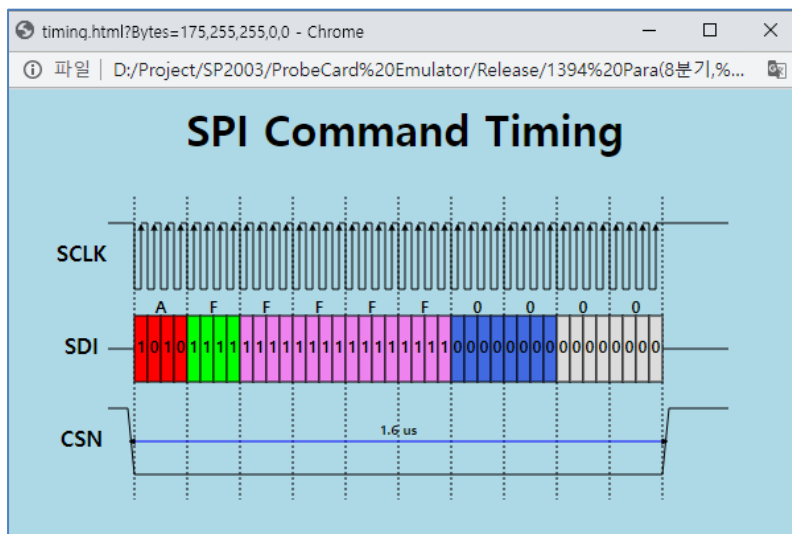 timing.html?Bytes=175,255,255,0,0 - Chrome
파일 | D:/Project/SP2003/ProbeCard%20Emulator/Release/1394%20Para(8분기,%...
SPI Command Timing
SCLK
A F F F F F 0 0 0 0
SDI 1 0 1 0 1 1 1 1 1 1 1 1 1 1 1 1 1 1 1 1 1 1 1 1 0 0 0 0 0 0 0 0 0 0 0 0 0 0 0 0
1.6 us
CSN